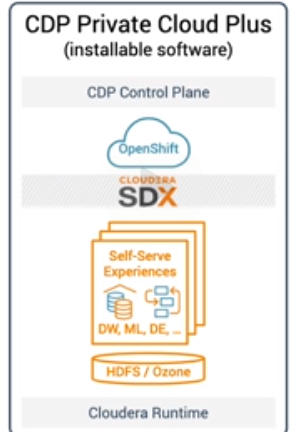 CDP Private Cloud Plus
(installable software)
CDP Control Plane
OpenShift
CLOUDERA
SDX
Self-Serve
Experiences
DW, ML, DE, ...
HDFS / Ozone
Cloudera Runtime